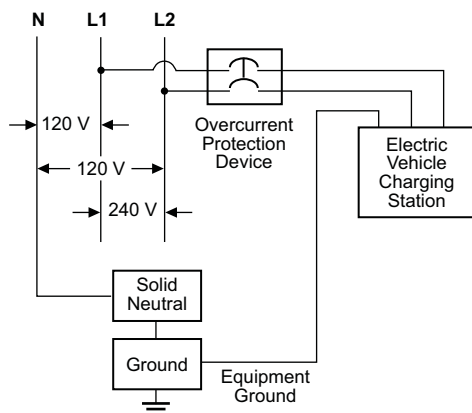 N L1 L2
120 V
120 V
240 V
Overcurrent
Protection
Device
Electric
Vehicle
Charging
Station
Solid
Neutral
Ground
Equipment
Ground